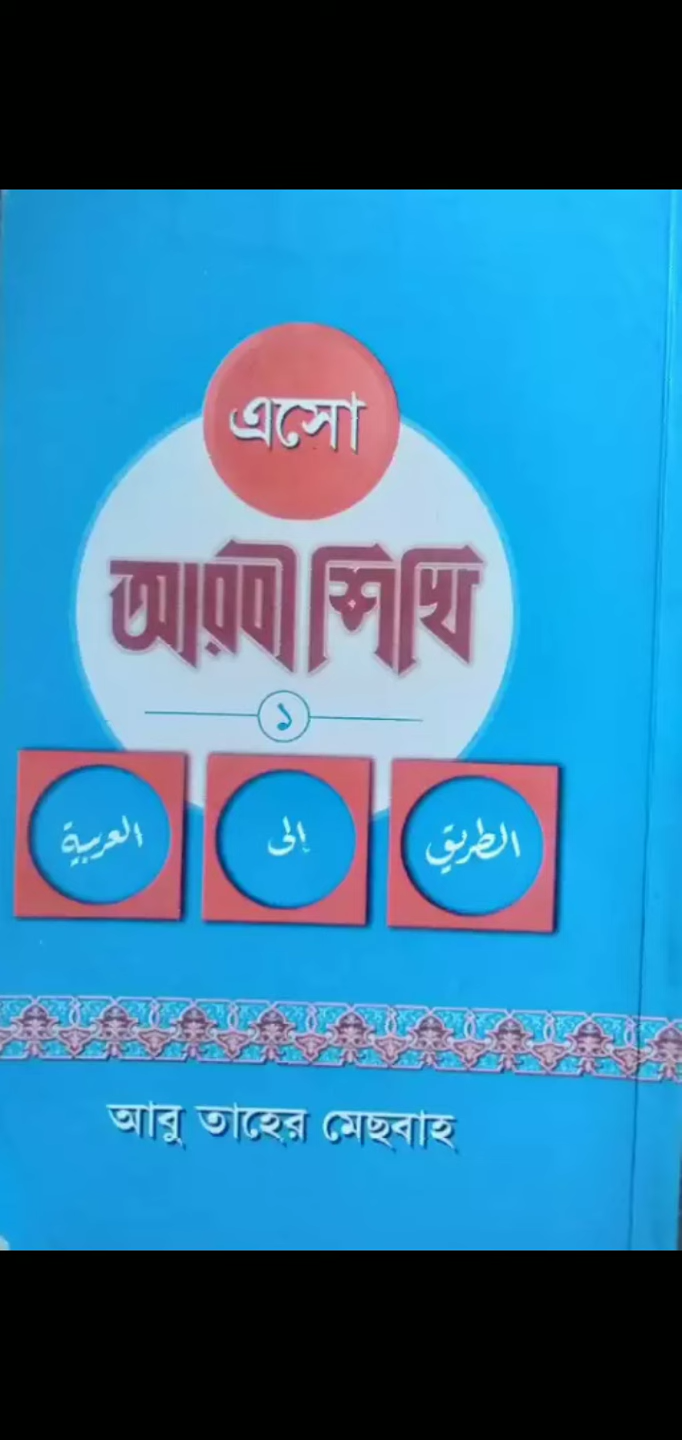 এসো
আরবী শিখি
১
الطريق إلى العربية
আবু তাহের মেছবাহ